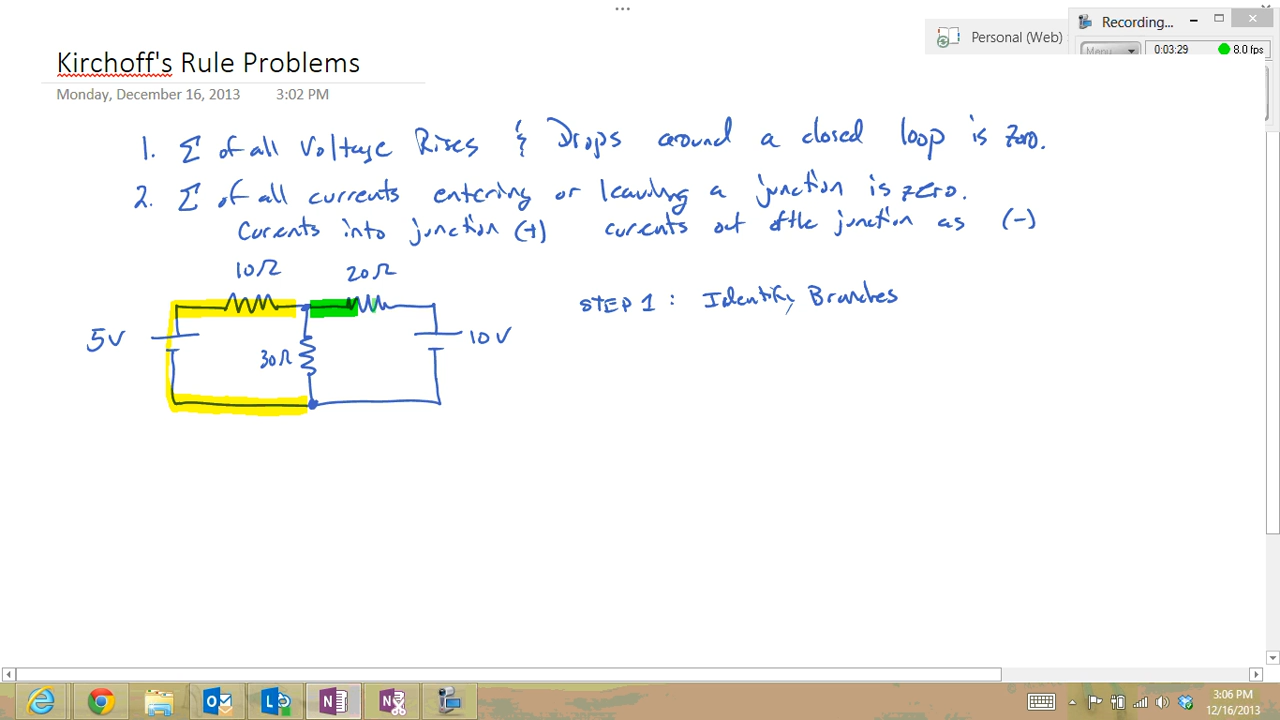 ...
Recording...
Personal (Web)
Menu
0:03:29
8.0 fps
Kirchoff's Rule Problems
Monday, December 16, 2013 3:02 PM
1. Σ of all Voltage Rises & Drops around a closed loop is zero.
2. Σ of all currents entering or leaving a junction is zero.
Curents into junction (+) curents out of the junction as (-)
10Ω 20Ω
STEP 1: Identify Branches
5V 30Ω 10V
3:06 PM
12/16/2013